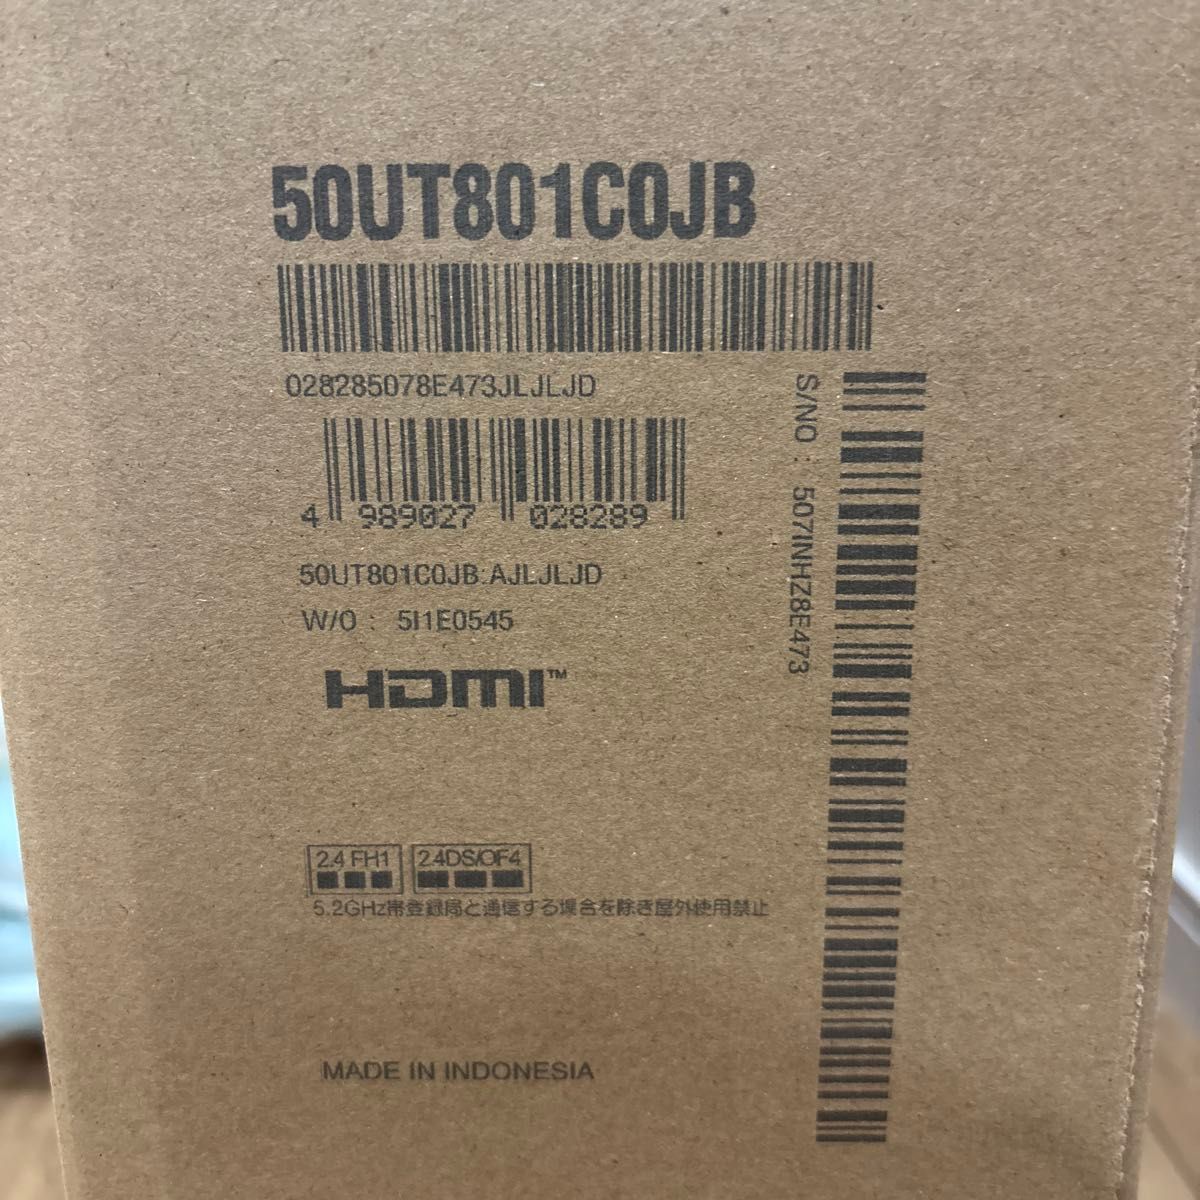 50UT801C0JB
028285078E473JLJLJD
4 989027 028289
50UT801C0JB.AJLJLJD
W/O : 5I1E0545
HDMI™
2.4 FH1
2.4DS/OF4
5.2GHz帯登録局と通信する場合を除き屋外使用禁止
MADE IN INDONESIA
S/NO : 507INHZ8E473